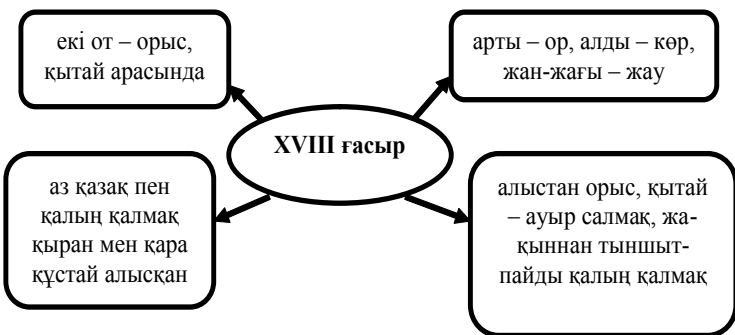 екі от – орыс,
қытай арасында
арты – ор, алды – көр,
жан-жағы – жау
XVIII ғасыр
аз қазақ пен
қалың қалмақ
қыран мен қара
құстай алысқан
алыстан орыс, қытай
– ауыр салмақ, жа-
қыннан тыншыт-
пайды қалың қалмақ